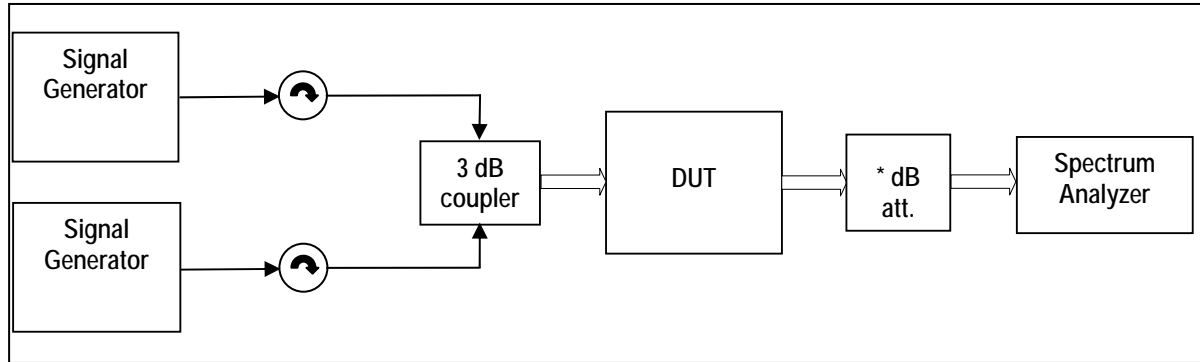 Signal
Generator
3 dB
coupler
DUT
* dB
att.
Spectrum
Analyzer
Signal
Generator